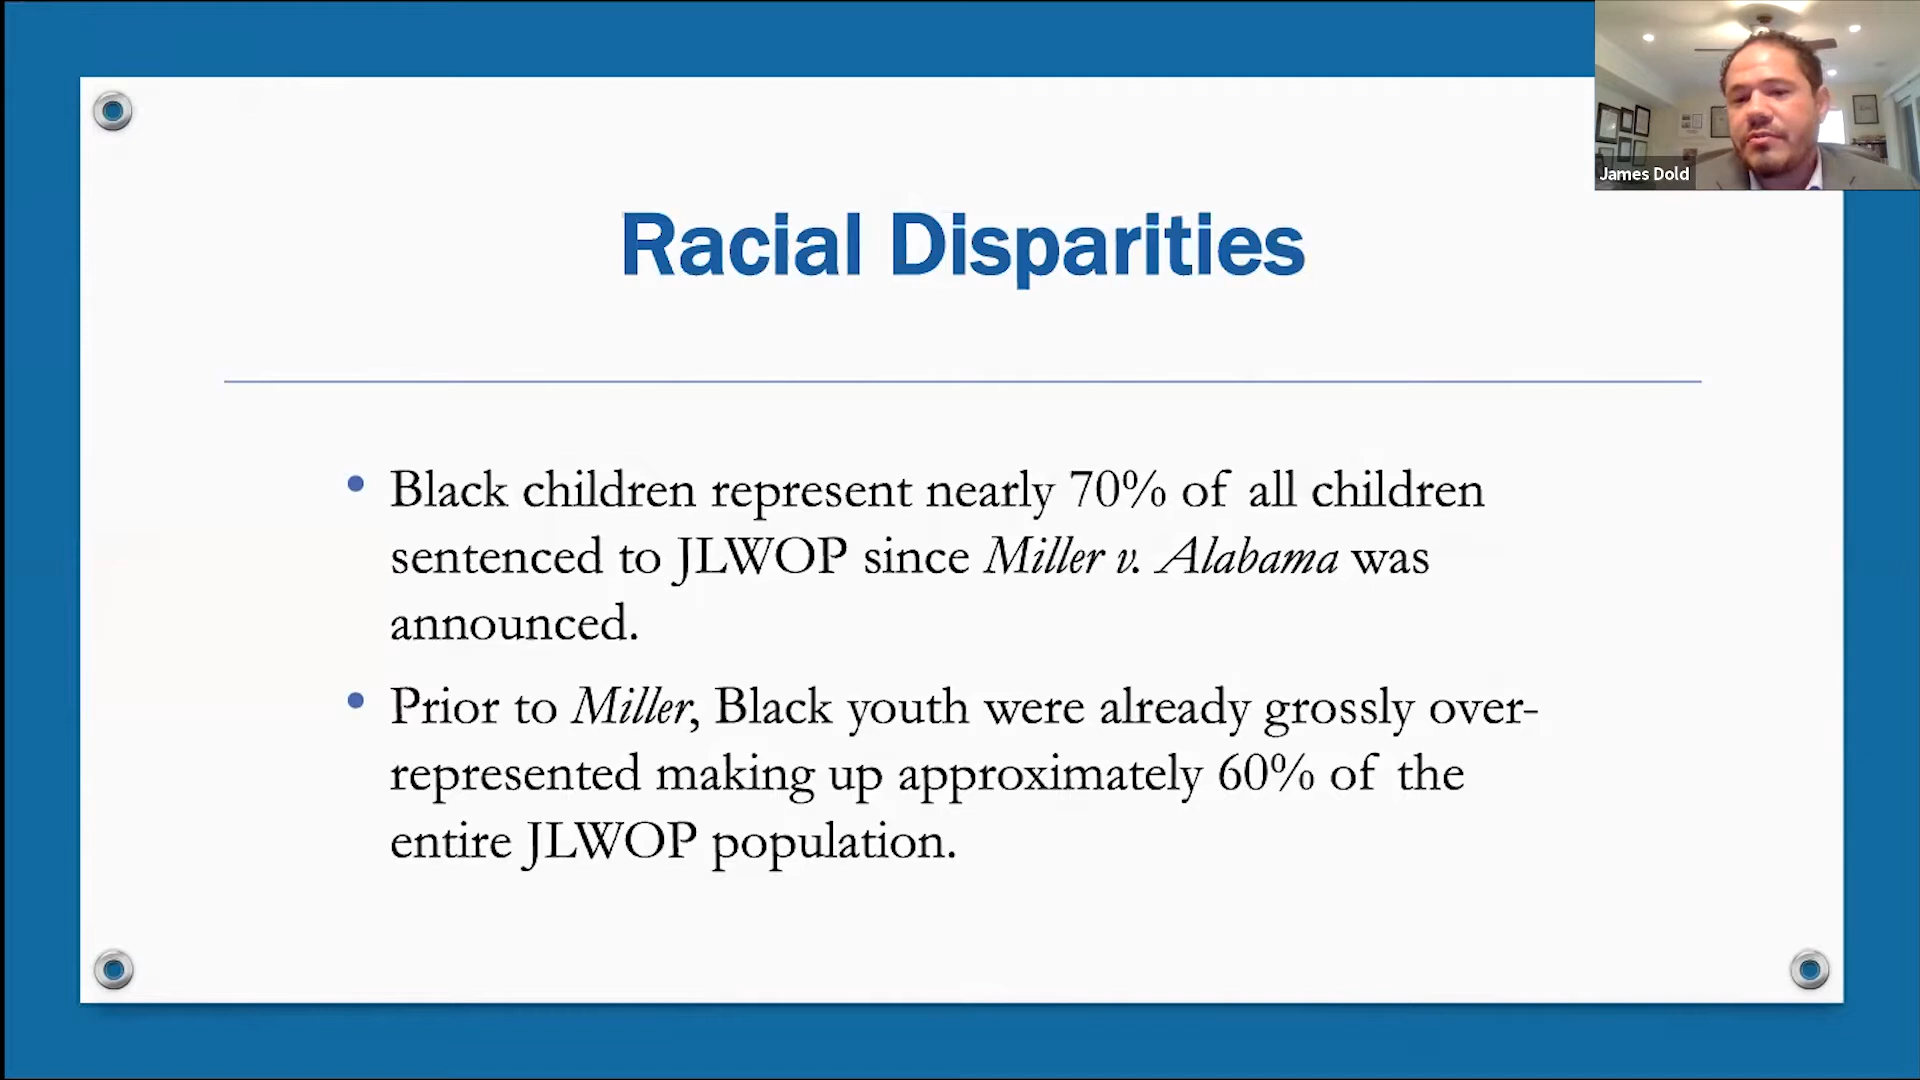 James Dold
Racial Disparities
• Black children represent nearly 70% of all children
sentenced to JLWOP since Miller v. Alabama was
announced.
• Prior to Miller, Black youth were already grossly over-
represented making up approximately 60% of the
entire JLWOP population.